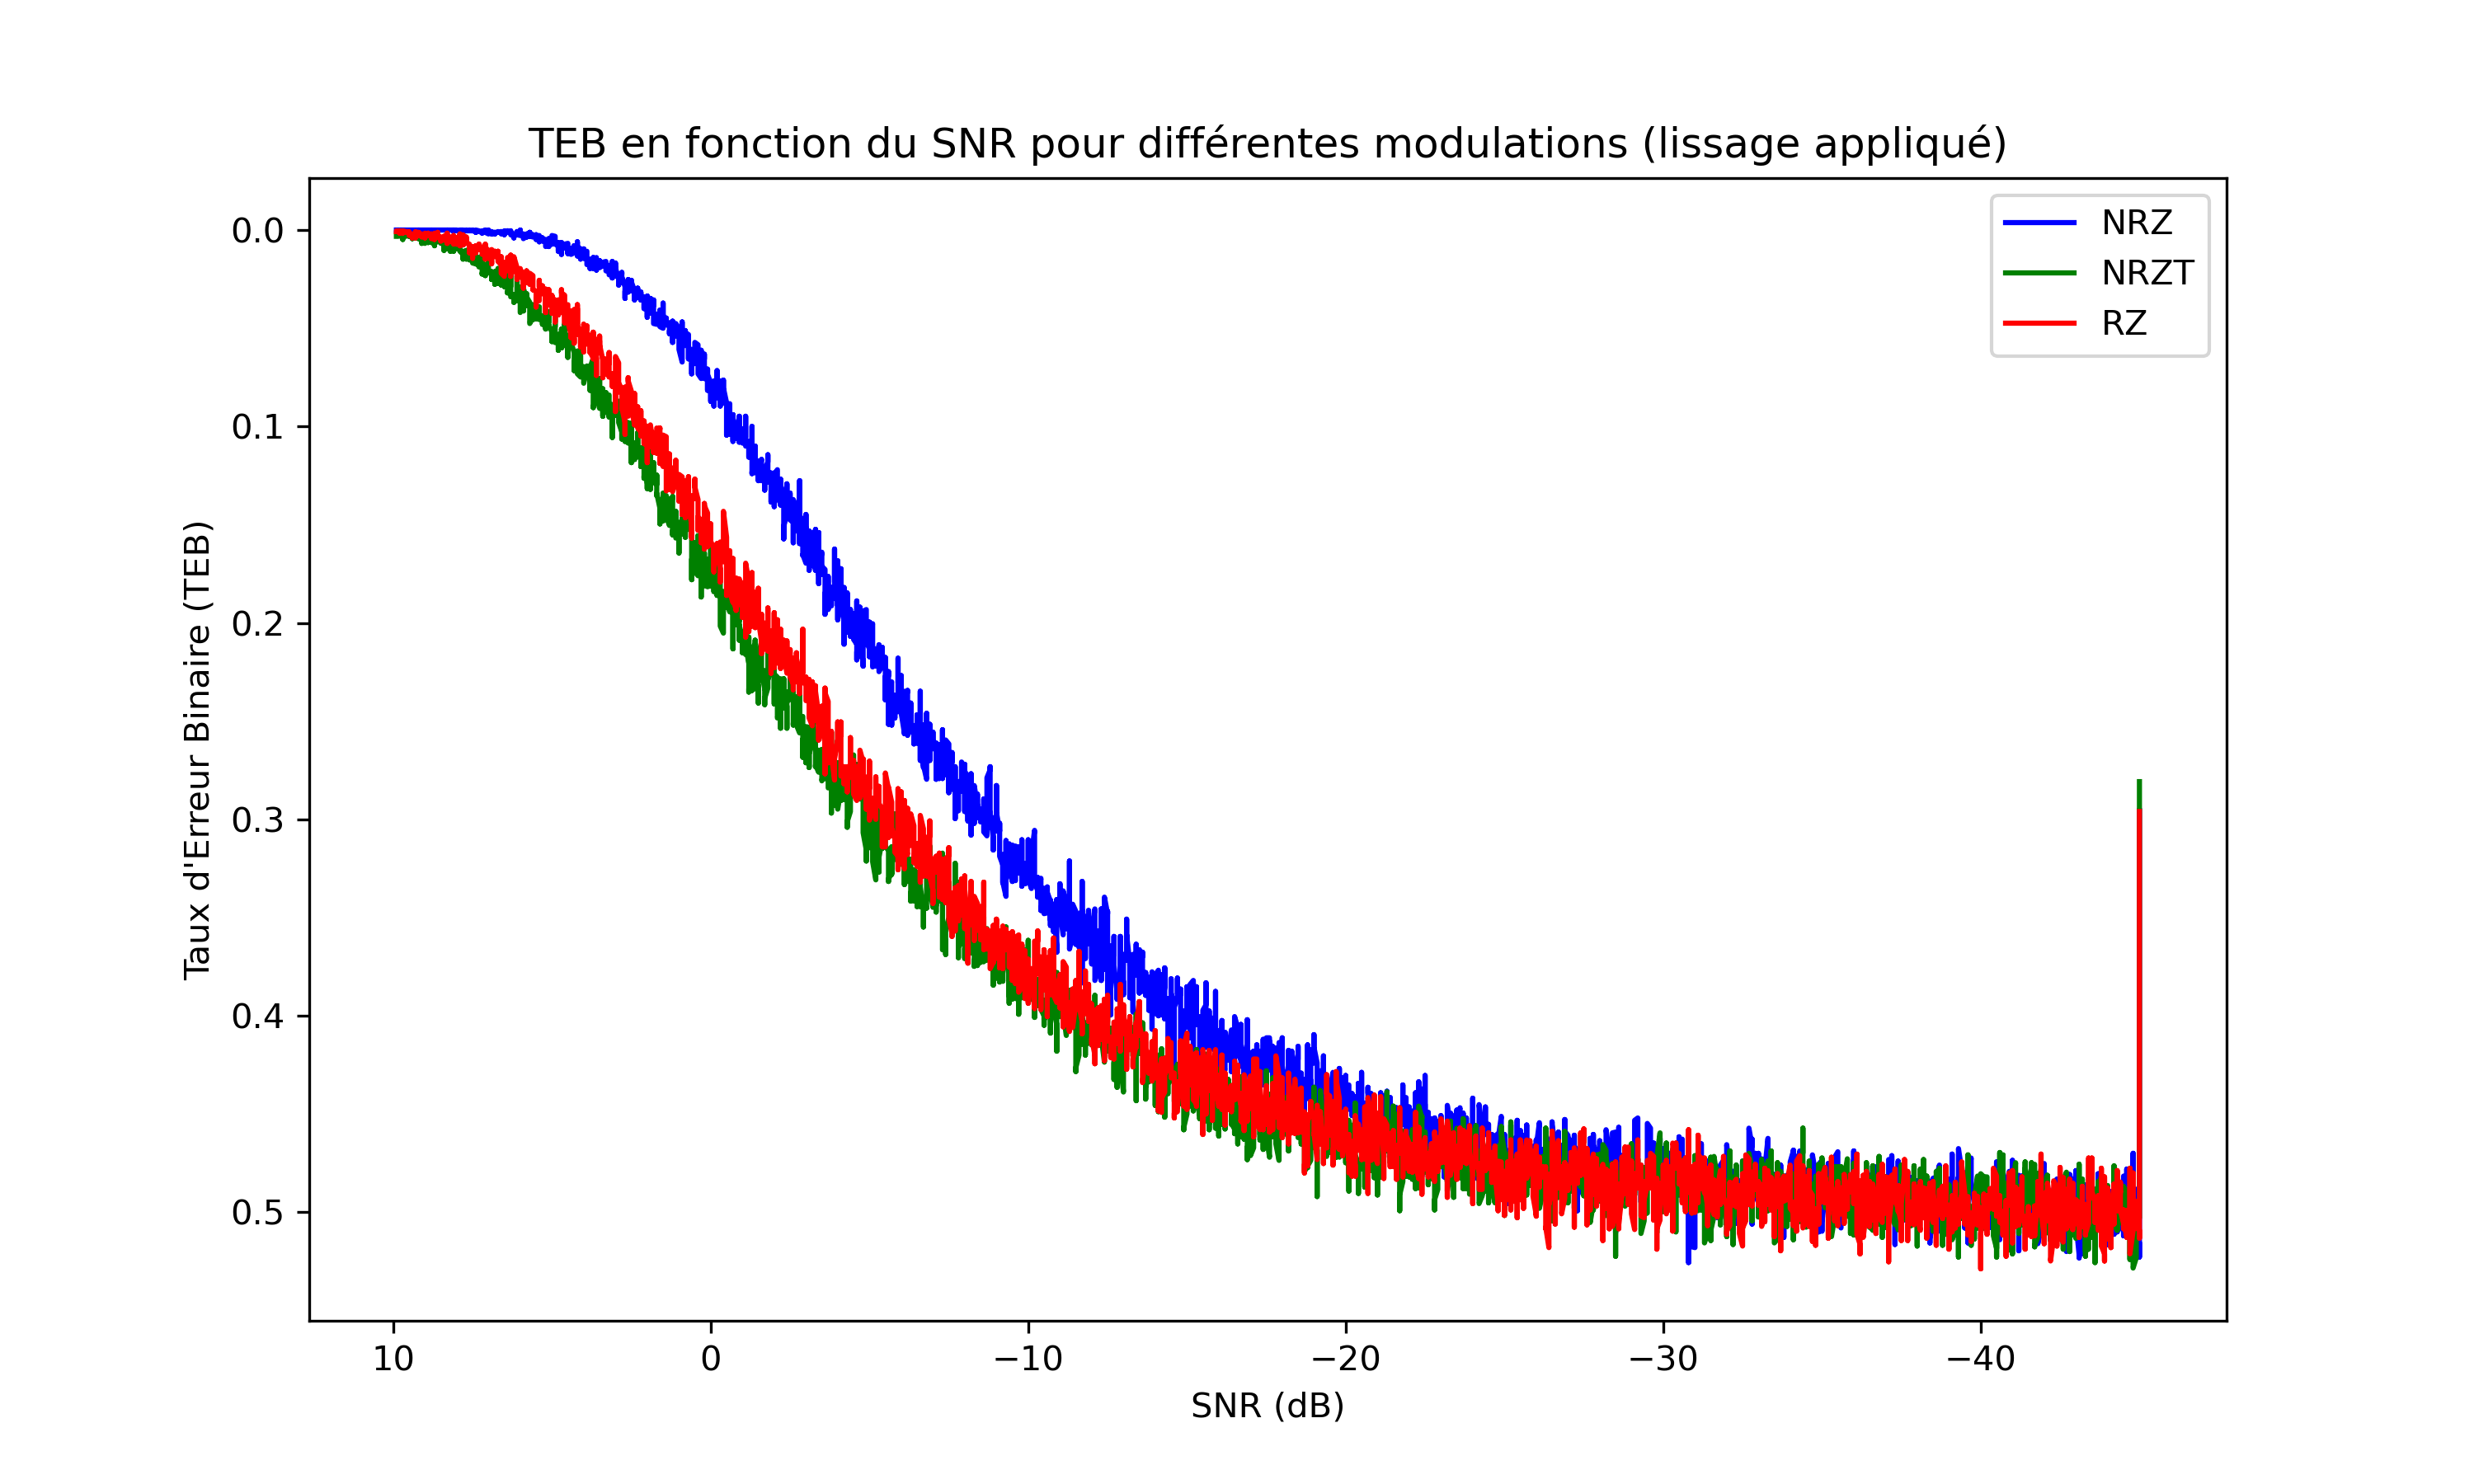 TEB en fonction du SNR pour différentes modulations (lissage appliqué)
NRZ
NRZT
RZ
Taux d'Erreur Binaire (TEB)
0.0
0.1
0.2
0.3
0.4
0.5
10 0 −10 −20 −30 −40
SNR (dB)